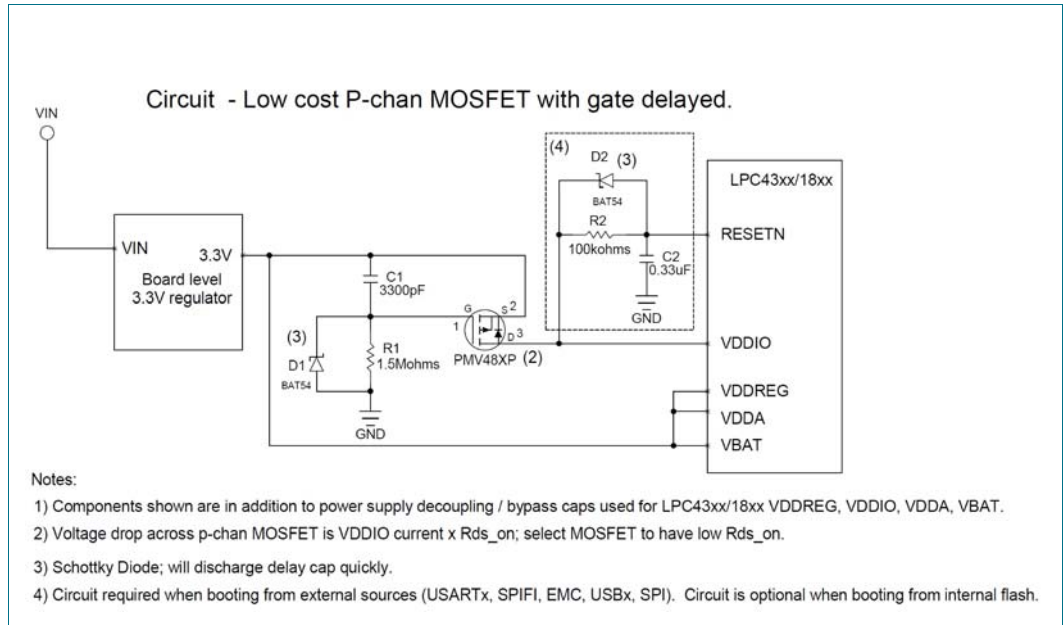 Circuit - Low cost P-chan MOSFET with gate delayed.
VIN
(4)
D2 (3)
BAT54
R2
100kohms
C2
0.33uF
GND
LPC43xx/18xx
RESETN
VDDIO
VDDREG
VDDA
VBAT
VIN
3.3V
Board level
3.3V regulator
C1
3300pF
G
S
2
1
D
3
PMV48XP (2)
(3)
D1
BAT54
R1
1.5Mohms
GND
Notes:
1) Components shown are in addition to power supply decoupling / bypass caps used for LPC43xx/18xx VDDREG, VDDIO, VDDA, VBAT.
2) Voltage drop across p-chan MOSFET is VDDIO current x Rds_on; select MOSFET to have low Rds_on.
3) Schottky Diode; will discharge delay cap quickly.
4) Circuit required when booting from external sources (USARTx, SPIFI, EMC, USBx, SPI). Circuit is optional when booting from internal flash.